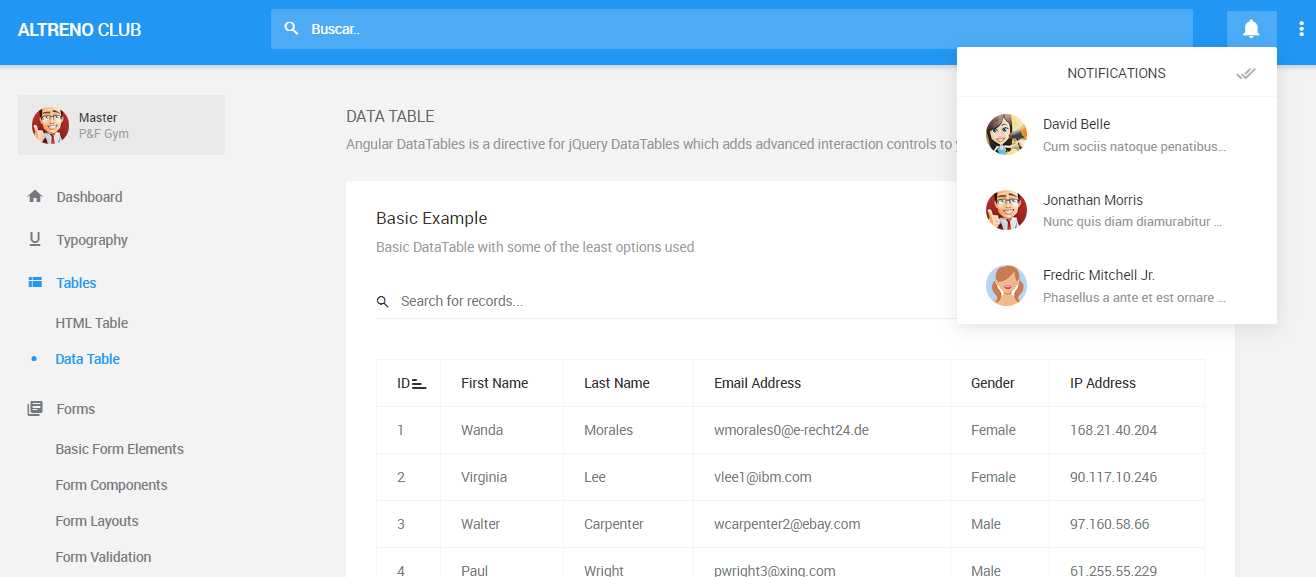 ALTRENO CLUB
Buscar..
NOTIFICATIONS
David Belle
Cum sociis natoque penatibus...
Jonathan Morris
Nunc quis diam diamurabitur ...
Fredric Mitchell Jr.
Phasellus a ante et est ornare ...
Master
P&F Gym
Dashboard
Typography
Tables
HTML Table
Data Table
Forms
Basic Form Elements
Form Components
Form Layouts
Form Validation
DATA TABLE
Angular DataTables is a directive for jQuery DataTables which adds advanced interaction controls to
Basic Example
Basic DataTable with some of the least options used
Search for records...
ID First Name Last Name Email Address Gender IP Address
1 Wanda Morales wmorales0@e-recht24.de Female 168.21.40.204
2 Virginia Lee vlee1@ibm.com Female 90.117.10.246
3 Walter Carpenter wcarpenter2@ebay.com Male 97.160.58.66
4 Paul Wright pwright3@xing.com Male 61.255.55.229